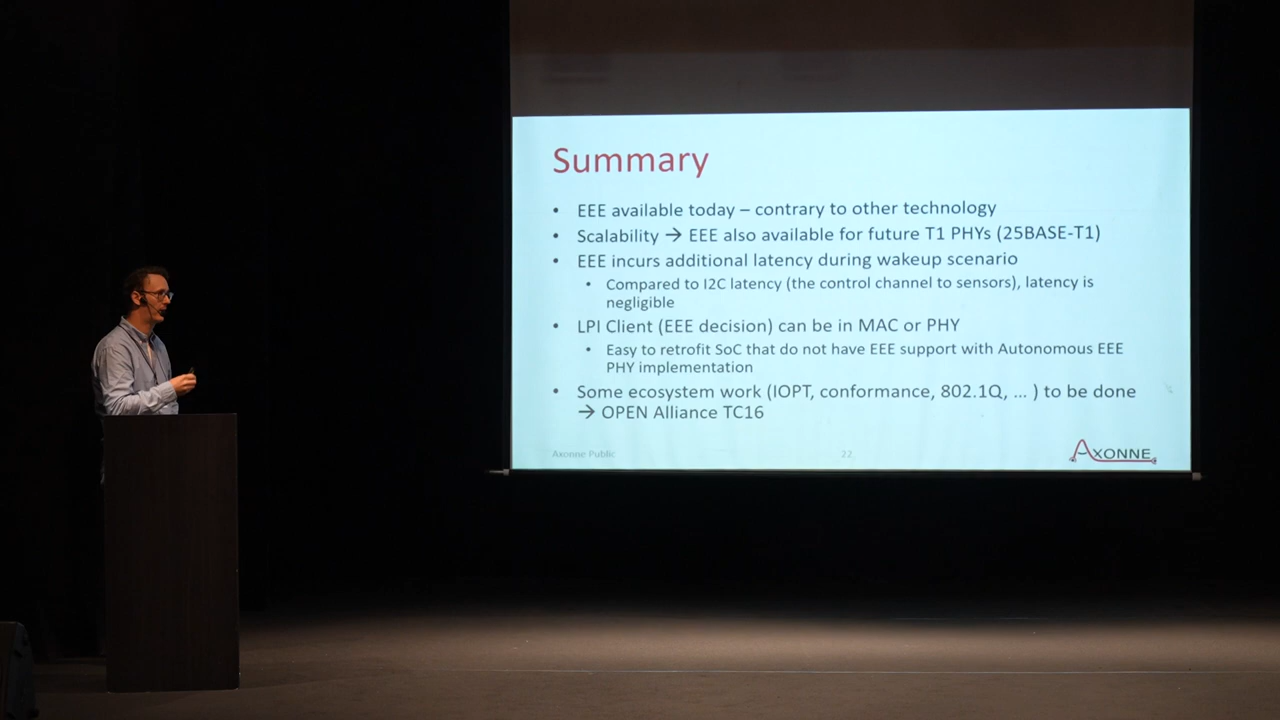 Summary
• EEE available today – contrary to other technology
• Scalability → EEE also available for future T1 PHYs (25BASE-T1)
• EEE incurs additional latency during wakeup scenario
• Compared to I2C latency (the control channel to sensors), latency is
negligible
• LPI Client (EEE decision) can be in MAC or PHY
• Easy to retrofit SoC that do not have EEE support with Autonomous EEE
PHY implementation
• Some ecosystem work (IOPT, conformance, 802.1Q, ... ) to be done
→ OPEN Alliance TC16
Axonne Public
22
AXONNE